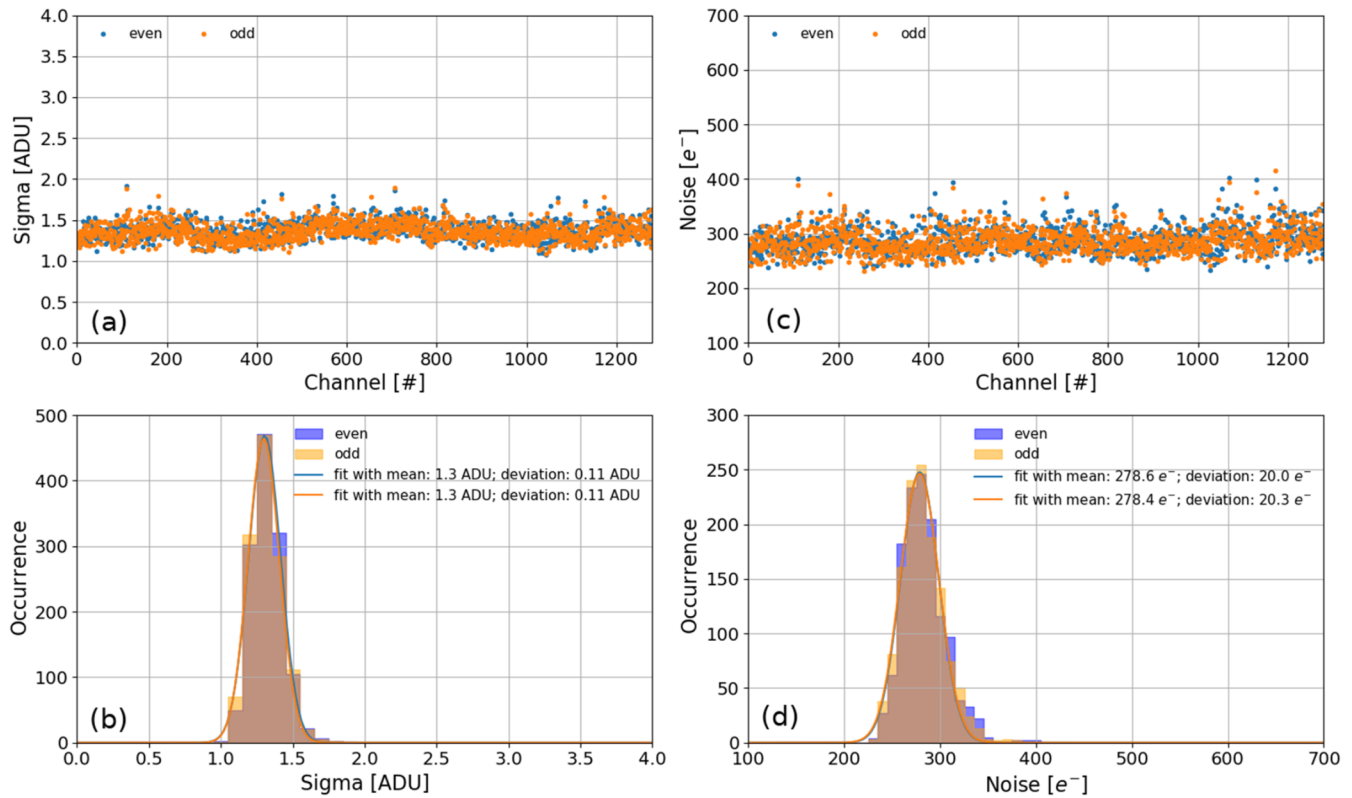 4.0
3.5
3.0
2.5
2.0
1.5
1.0
0.5
0.0
Sigma [ADU]
even odd
(a)
0 200 400 600 800 1000 1200
Channel [#]
700
600
500
400
300
200
100
Noise [e⁻]
even odd
(c)
0 200 400 600 800 1000 1200
Channel [#]
500
400
300
200
100
0
Occurrence
even
odd
fit with mean: 1.3 ADU; deviation: 0.11 ADU
fit with mean: 1.3 ADU; deviation: 0.11 ADU
(b)
0.0 0.5 1.0 1.5 2.0 2.5 3.0 3.5 4.0
Sigma [ADU]
300
250
200
150
100
50
0
Occurrence
even
odd
fit with mean: 278.6 e⁻; deviation: 20.0 e⁻
fit with mean: 278.4 e⁻; deviation: 20.3 e⁻
(d)
100 200 300 400 500 600 700
Noise [e⁻]